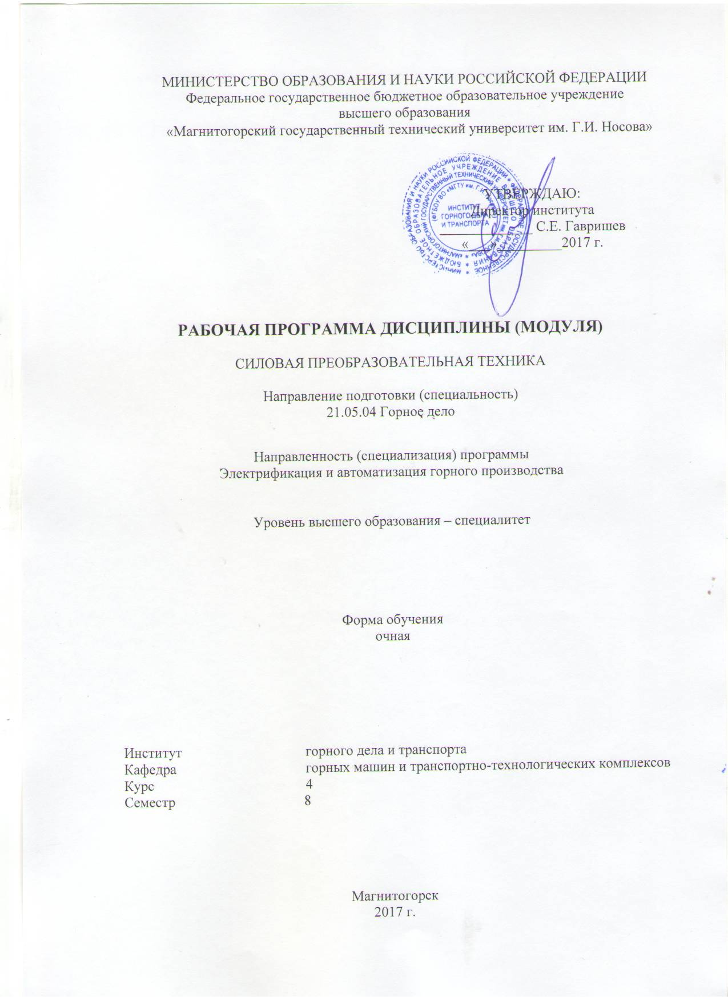 МИНИСТЕРСТВО ОБРАЗОВАНИЯ И НАУКИ РОССИЙСКОЙ ФЕДЕРАЦИИ
Федеральное государственное бюджетное образовательное учреждение
высшего образования
«Магнитогорский государственный технический университет им. Г.И. Носова»
УТВЕРЖДАЮ:
Директор института
_____________ С.Е. Гавришев
«___»_________2017 г.
ИНСТИТУТ
ГОРНОГО ДЕЛА
И ТРАНСПОРТА
РАБОЧАЯ ПРОГРАММА ДИСЦИПЛИНЫ (МОДУЛЯ)
СИЛОВАЯ ПРЕОБРАЗОВАТЕЛЬНАЯ ТЕХНИКА
Направление подготовки (специальность)
21.05.04 Горное дело
Направленность (специализация) программы
Электрификация и автоматизация горного производства
Уровень высшего образования – специалитет
Форма обучения
очная
Институт горного дела и транспорта
Кафедра горных машин и транспортно-технологических комплексов
Курс 4
Семестр 8
Магнитогорск
2017 г.